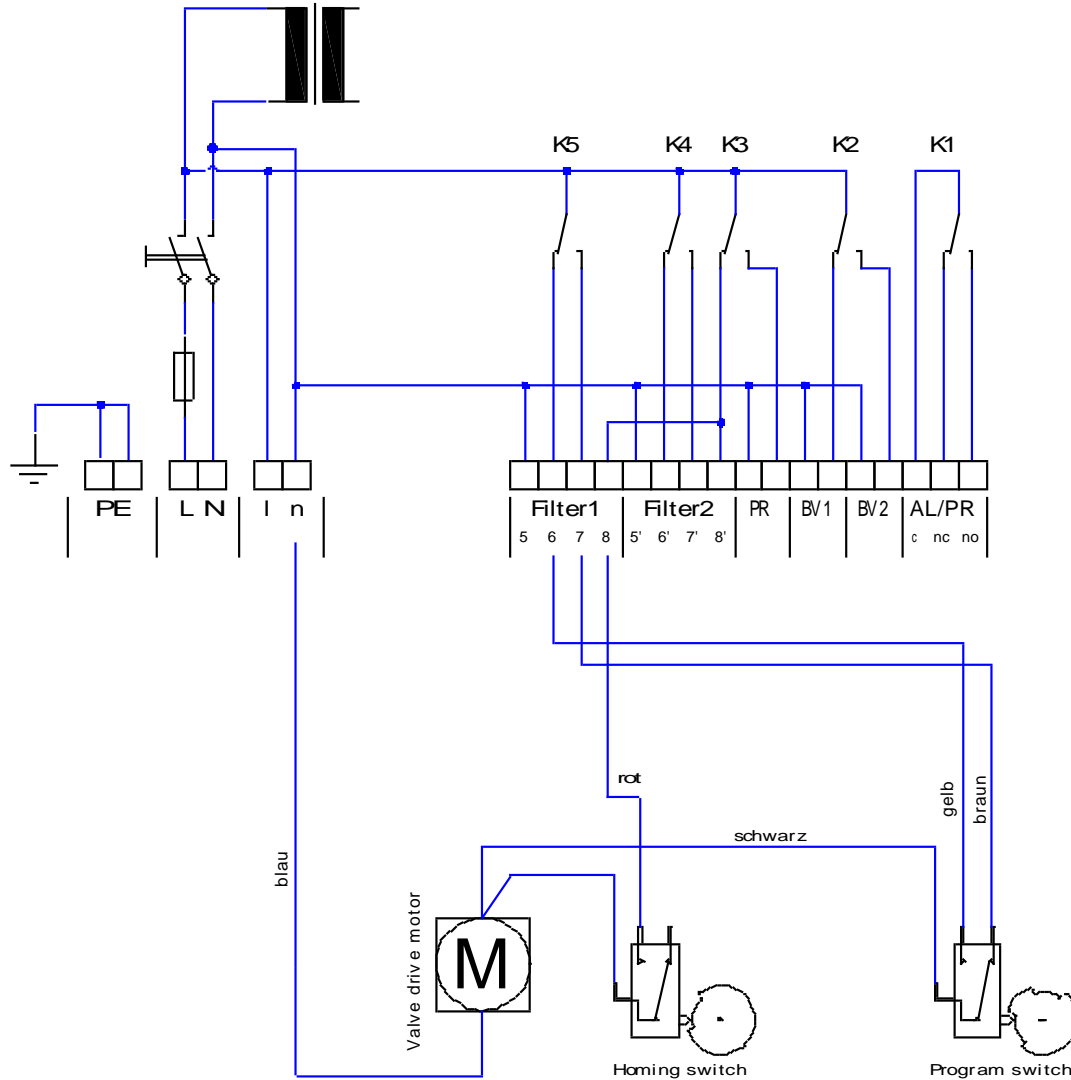 K5 K4 K3 K2 K1
PE L N l n Filter1 Filter2 PR BV1 BV2 AL/PR
5 6 7 8 5' 6' 7' 8' c nc no
rot
gelb
braun
schwarz
blau
Valve drive motor
M
Homing switch Program switch